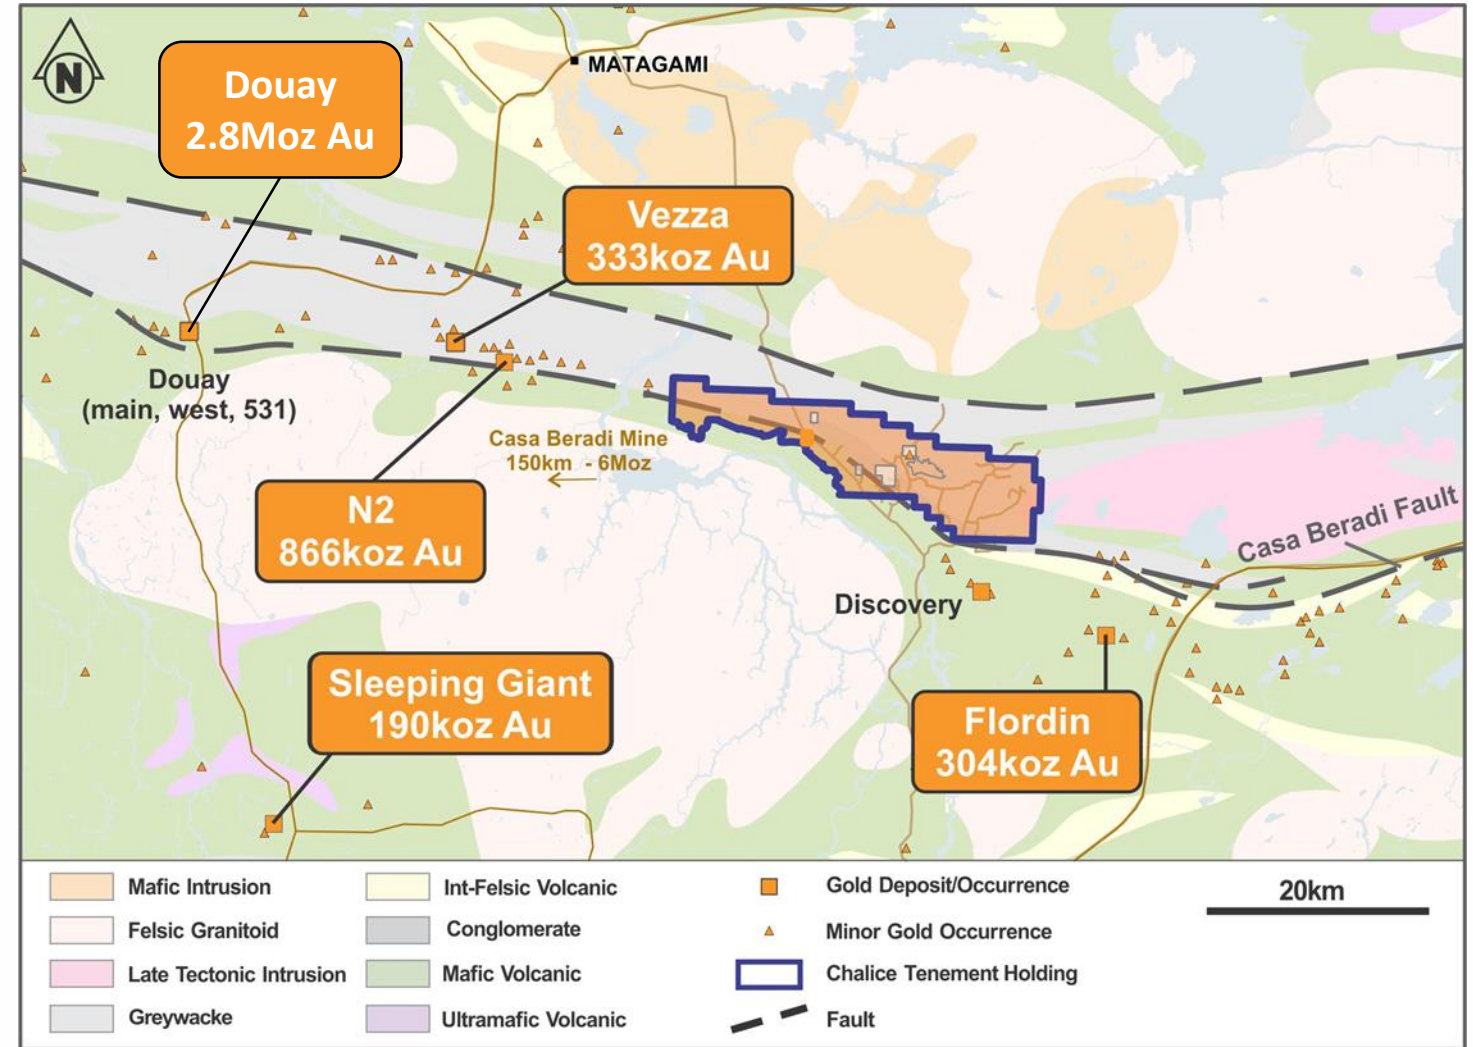 N
MATAGAMI
Douay
2.8Moz Au
Vezza
333koz Au
Douay
(main, west, 531)
Casa Beradi Mine
150km - 6Moz
N2
866koz Au
Casa Beradi Fault
Discovery
Sleeping Giant
190koz Au
Flordin
304koz Au
Mafic Intrusion
Felsic Granitoid
Late Tectonic Intrusion
Greywacke
Int-Felsic Volcanic
Conglomerate
Mafic Volcanic
Ultramafic Volcanic
Gold Deposit/Occurrence
Minor Gold Occurrence
Chalice Tenement Holding
Fault
20km